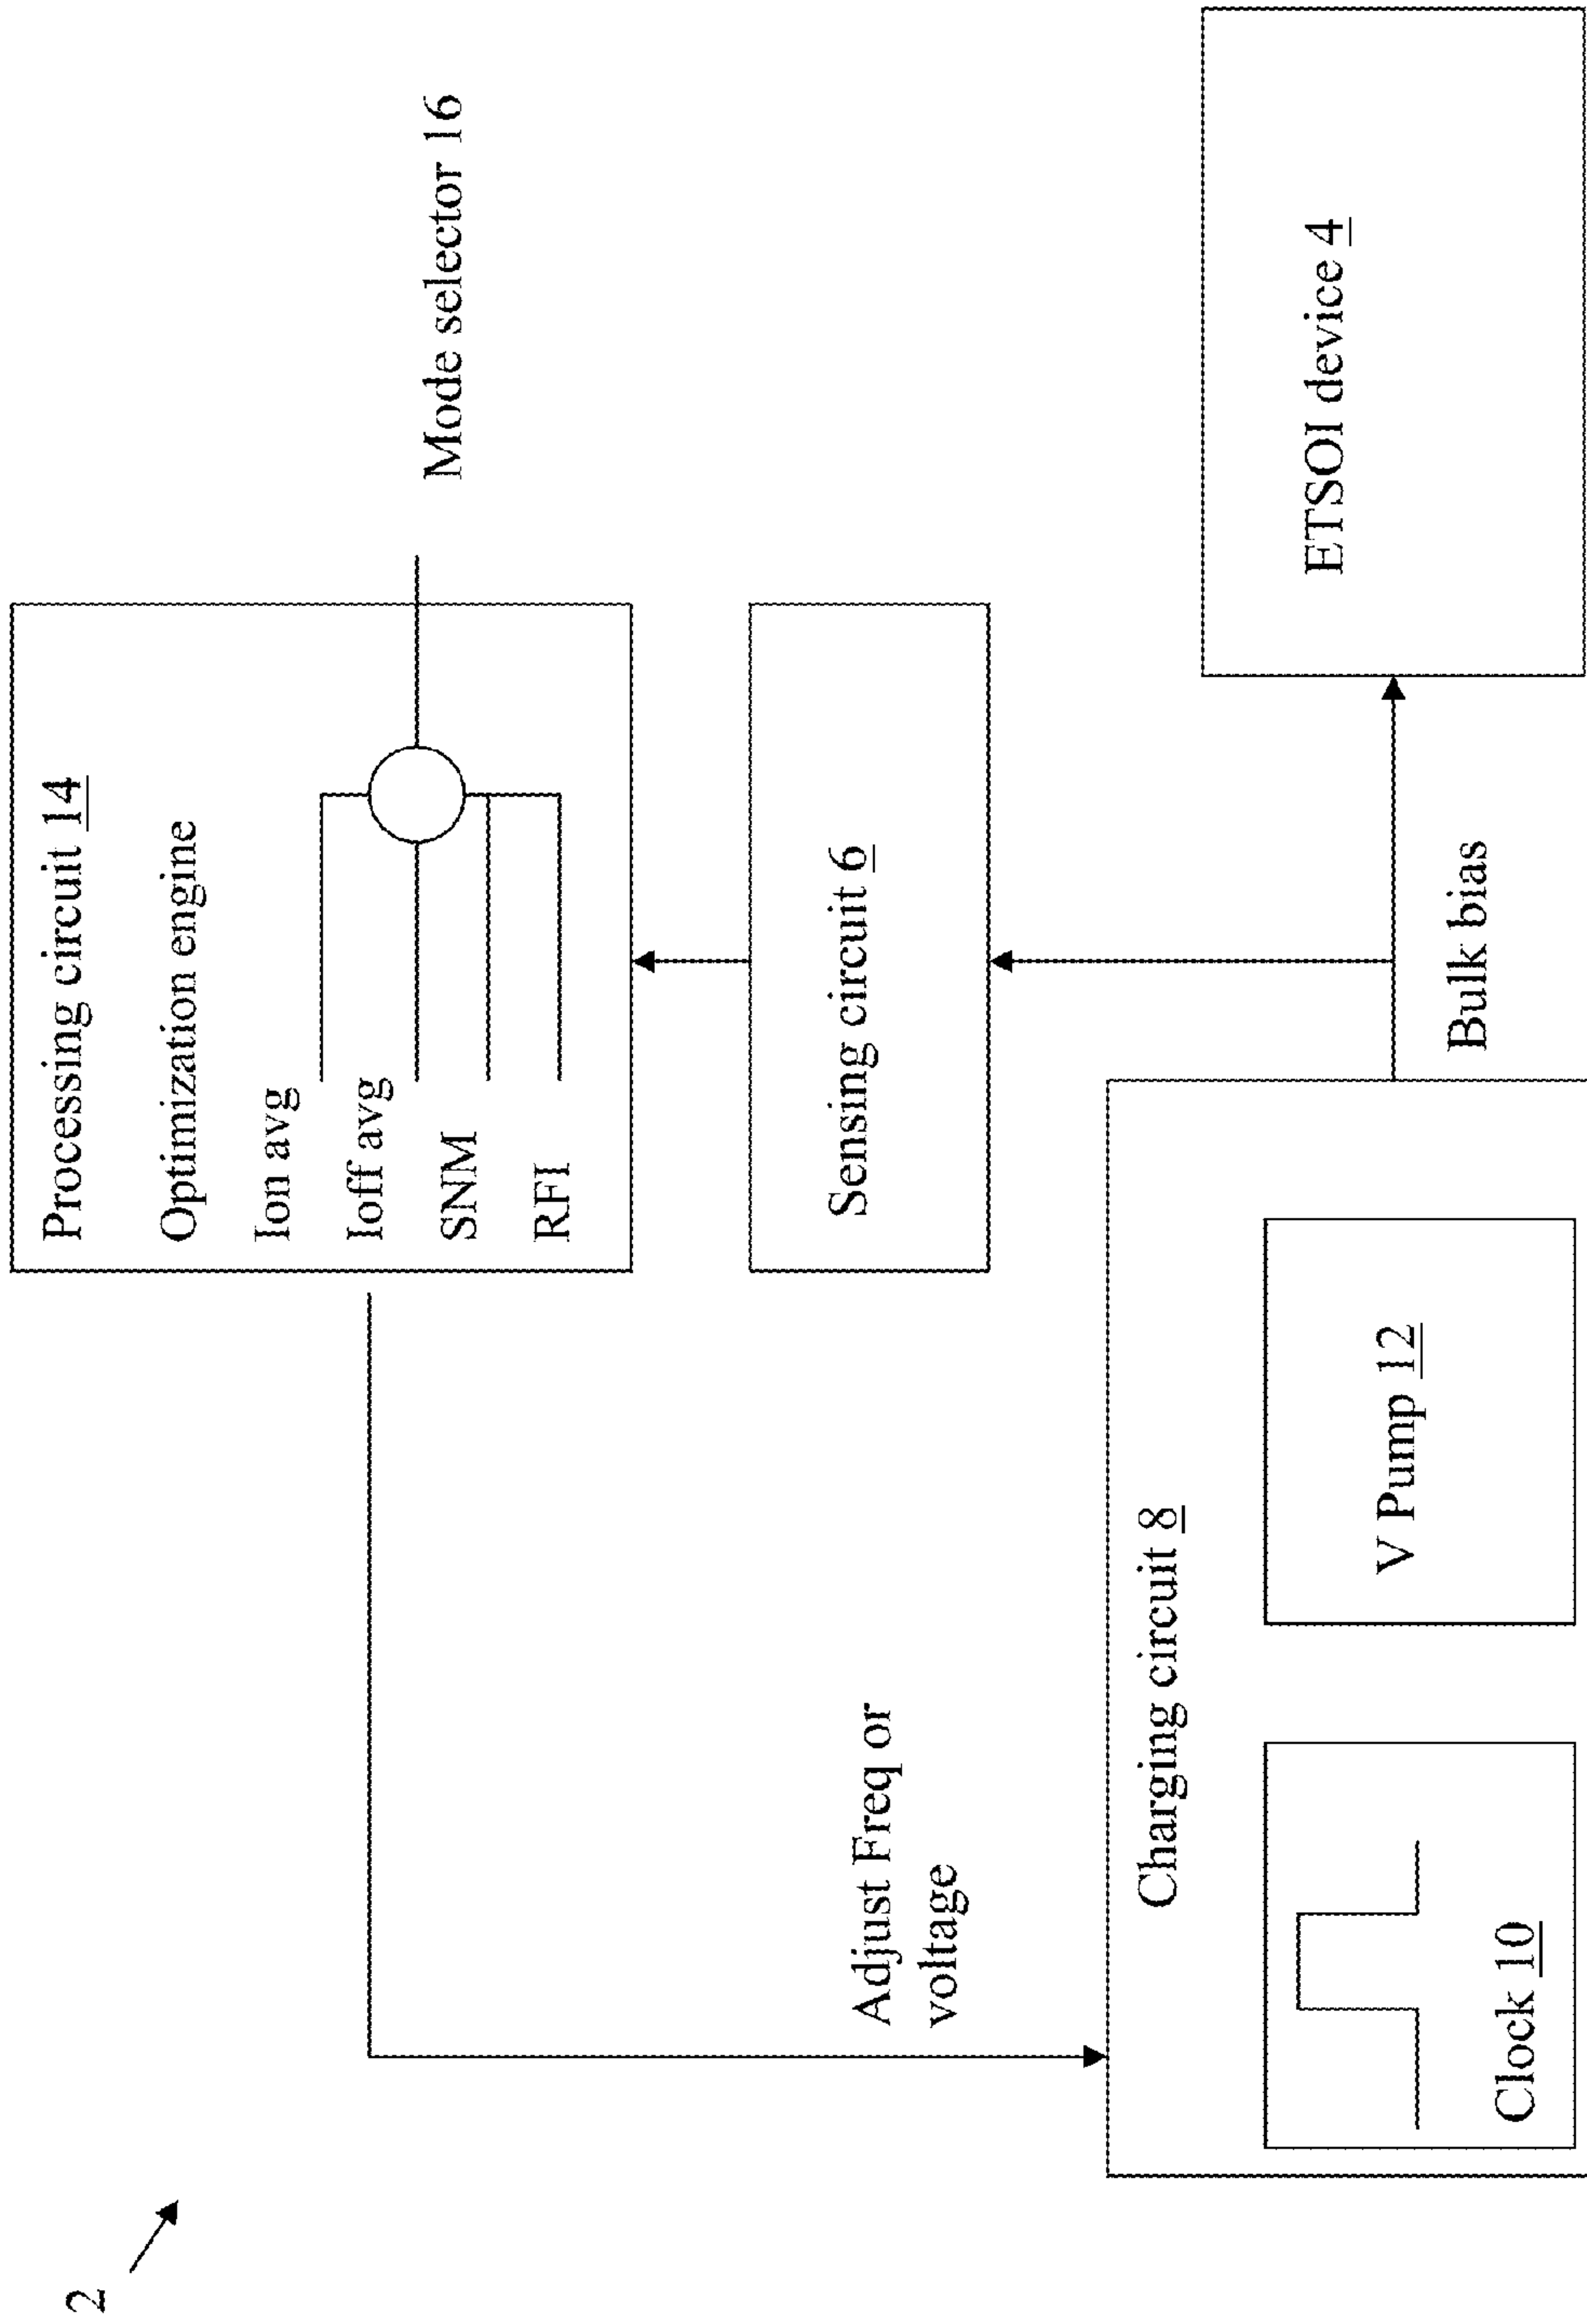 2
Processing circuit 14
Optimization engine
Ion avg
Ioff avg
SNM
RFI
Mode selector 16
Sensing circuit 6
Adjust Freq or
voltage
Charging circuit 8
Clock 10
V Pump 12
Bulk bias
ETSOI device 4